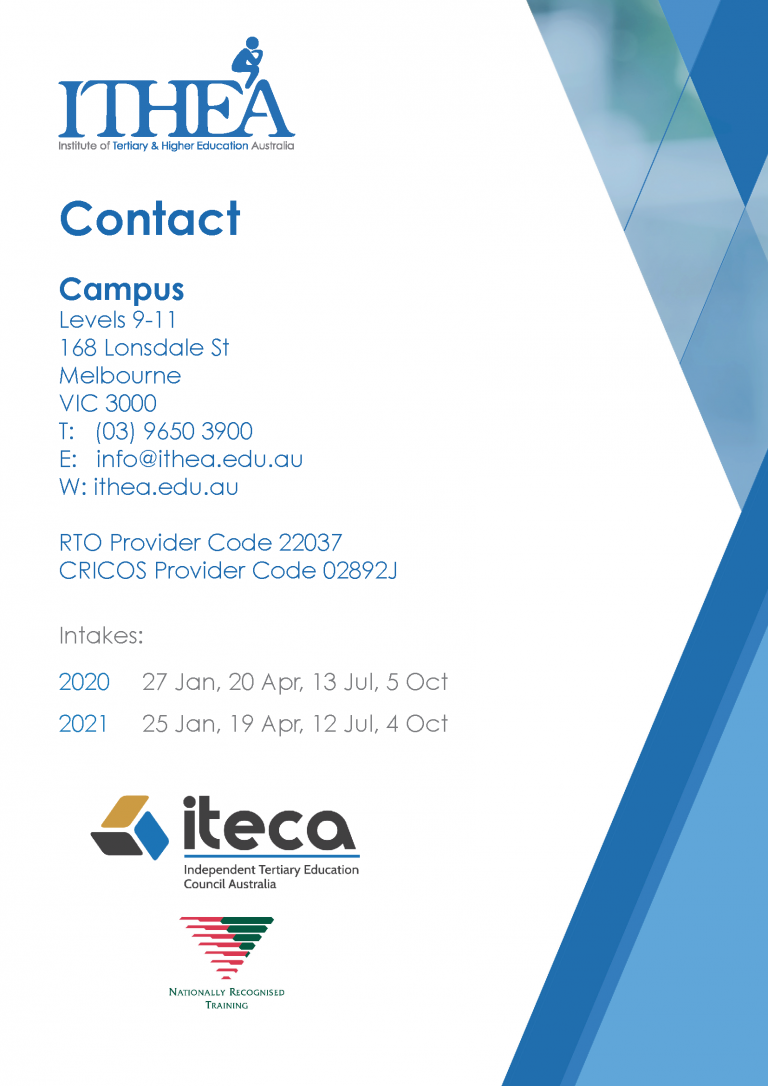 ITHEA
Institute of Tertiary & Higher Education Australia
Contact
Campus
Levels 9-11
168 Lonsdale St
Melbourne
VIC 3000
T: (03) 9650 3900
E: info@ithea.edu.au
W: ithea.edu.au
RTO Provider Code 22037
CRICOS Provider Code 02892J
Intakes:
2020 27 Jan, 20 Apr, 13 Jul, 5 Oct
2021 25 Jan, 19 Apr, 12 Jul, 4 Oct
iteca
Independent Tertiary Education
Council Australia
NATIONALLY RECOGNISED
TRAINING